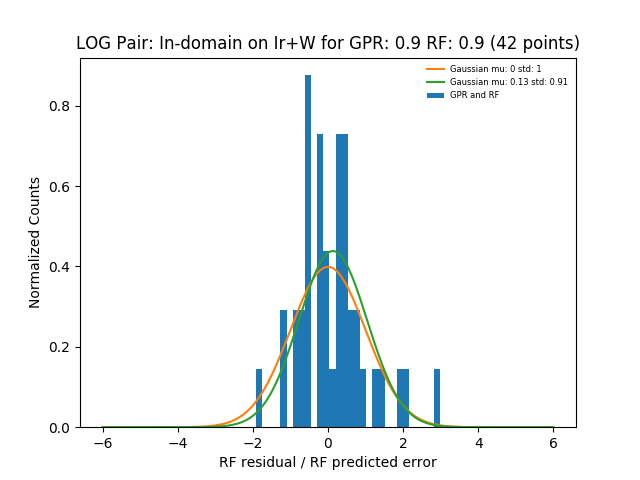 LOG Pair: In-domain on Ir+W for GPR: 0.9 RF: 0.9 (42 points)
Gaussian mu: 0 std: 1
Gaussian mu: 0.13 std: 0.91
GPR and RF
Normalized Counts
0.8
0.6
0.4
0.2
0.0
−6 −4 −2 0 2 4 6
RF residual / RF predicted error